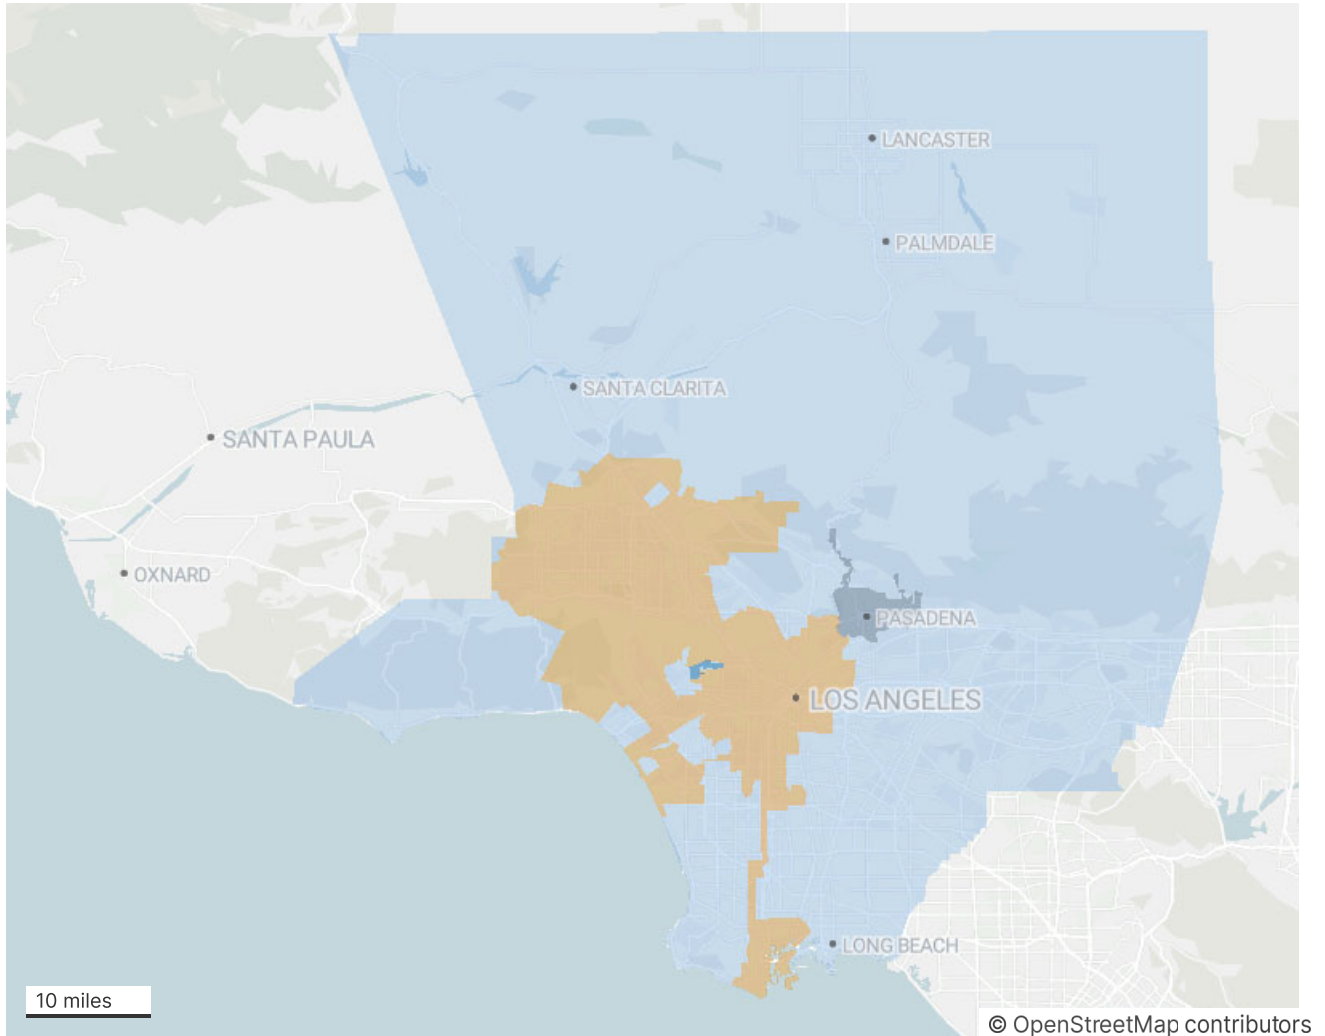 LANCASTER
PALMDALE
SANTA CLARITA
SANTA PAULA
OXNARD
PASADENA
LOS ANGELES
LONG BEACH
10 miles
© OpenStreetMap contributors